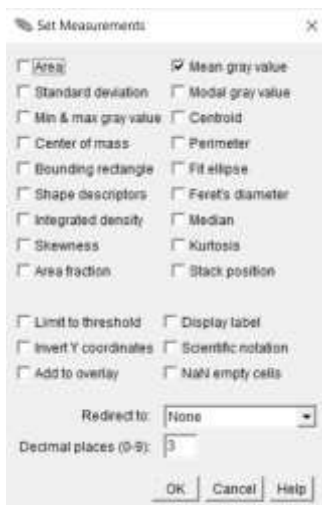 Set Measurements
Area Mean gray value
Standard deviation Modal gray value
Min & max gray value Centroid
Center of mass Perimeter
Bounding rectangle Fit ellipse
Shape descriptors Feret's diameter
Integrated density Median
Skewness Kurtosis
Area fraction Stack position
Limit to threshold Display label
Invert Y coordinates Scientific notation
Add to overlay NaN empty cells
Redirect to: None
Decimal places (0-9): 3
OK Cancel Help